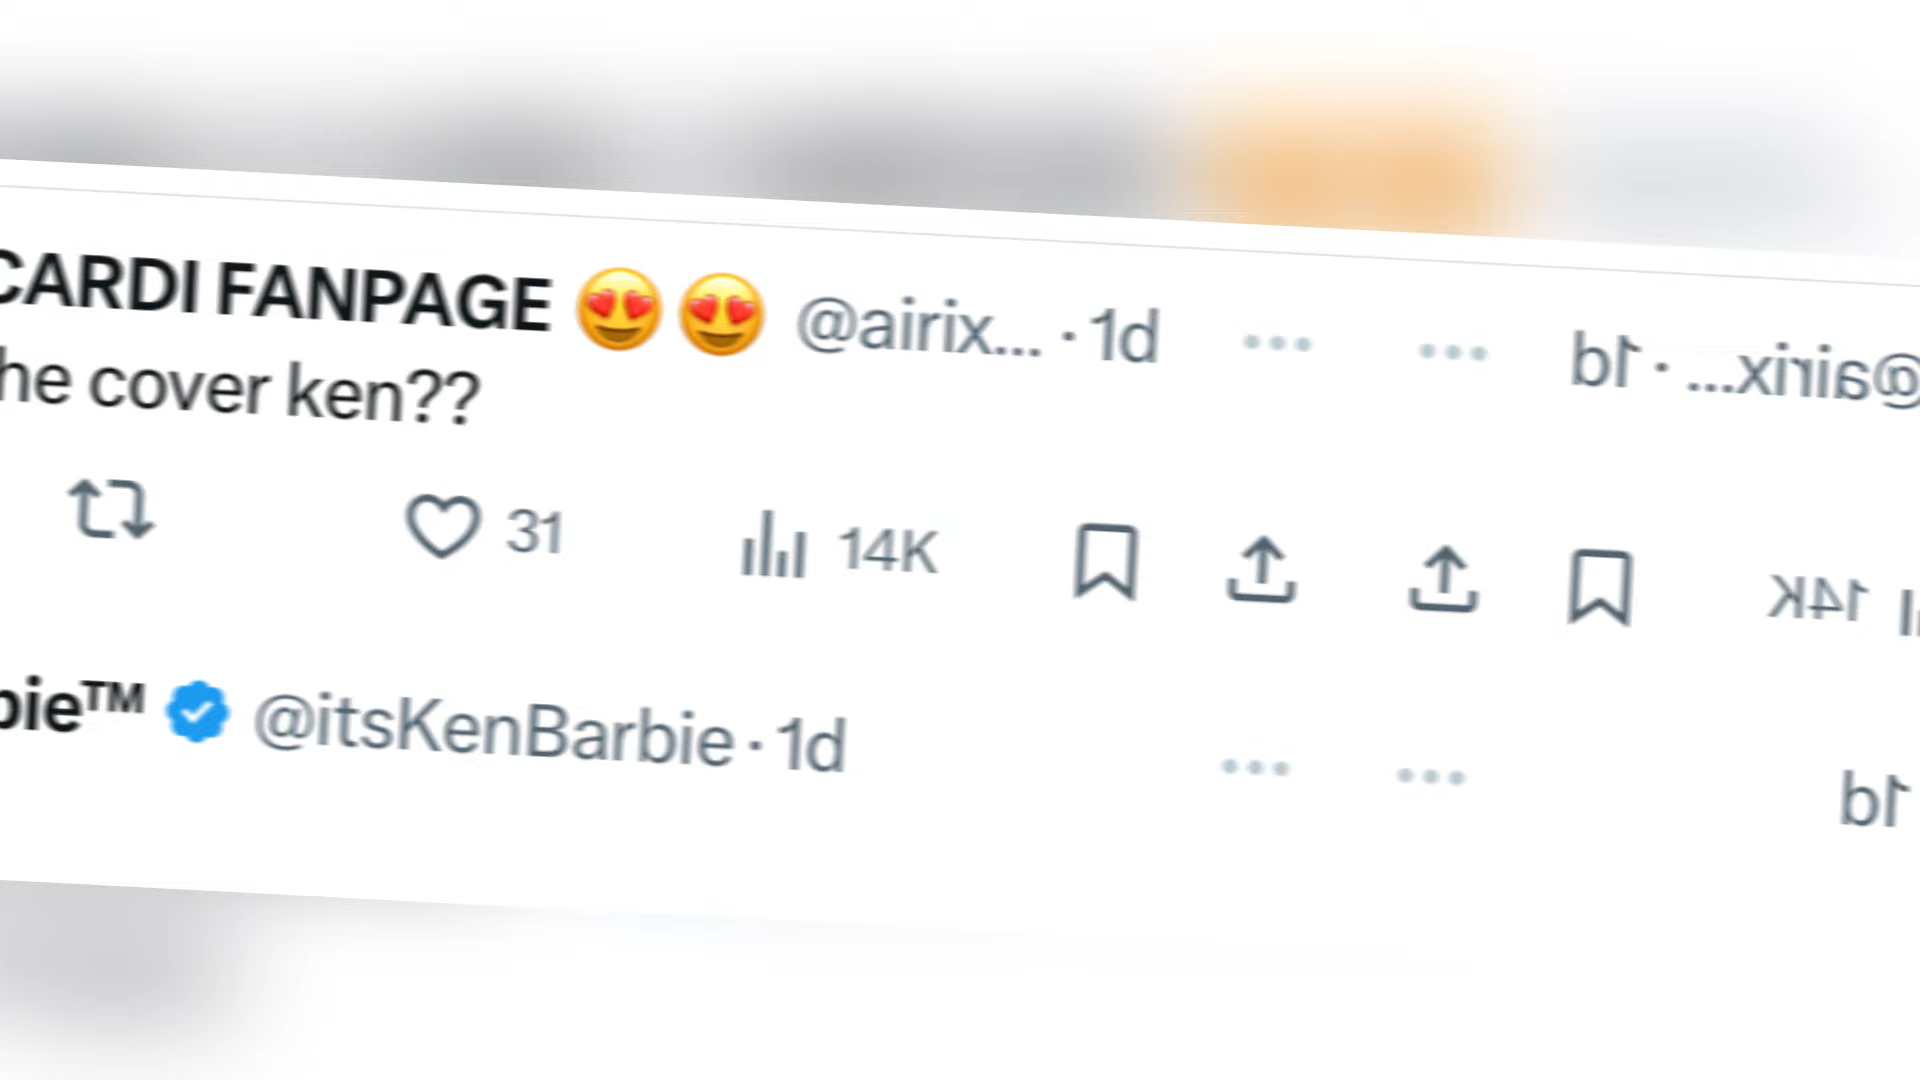 CARDI FANPAGE 😍😍 @airix... · 1d
he cover ken??
31 14K
bie™ @itsKenBarbie · 1d